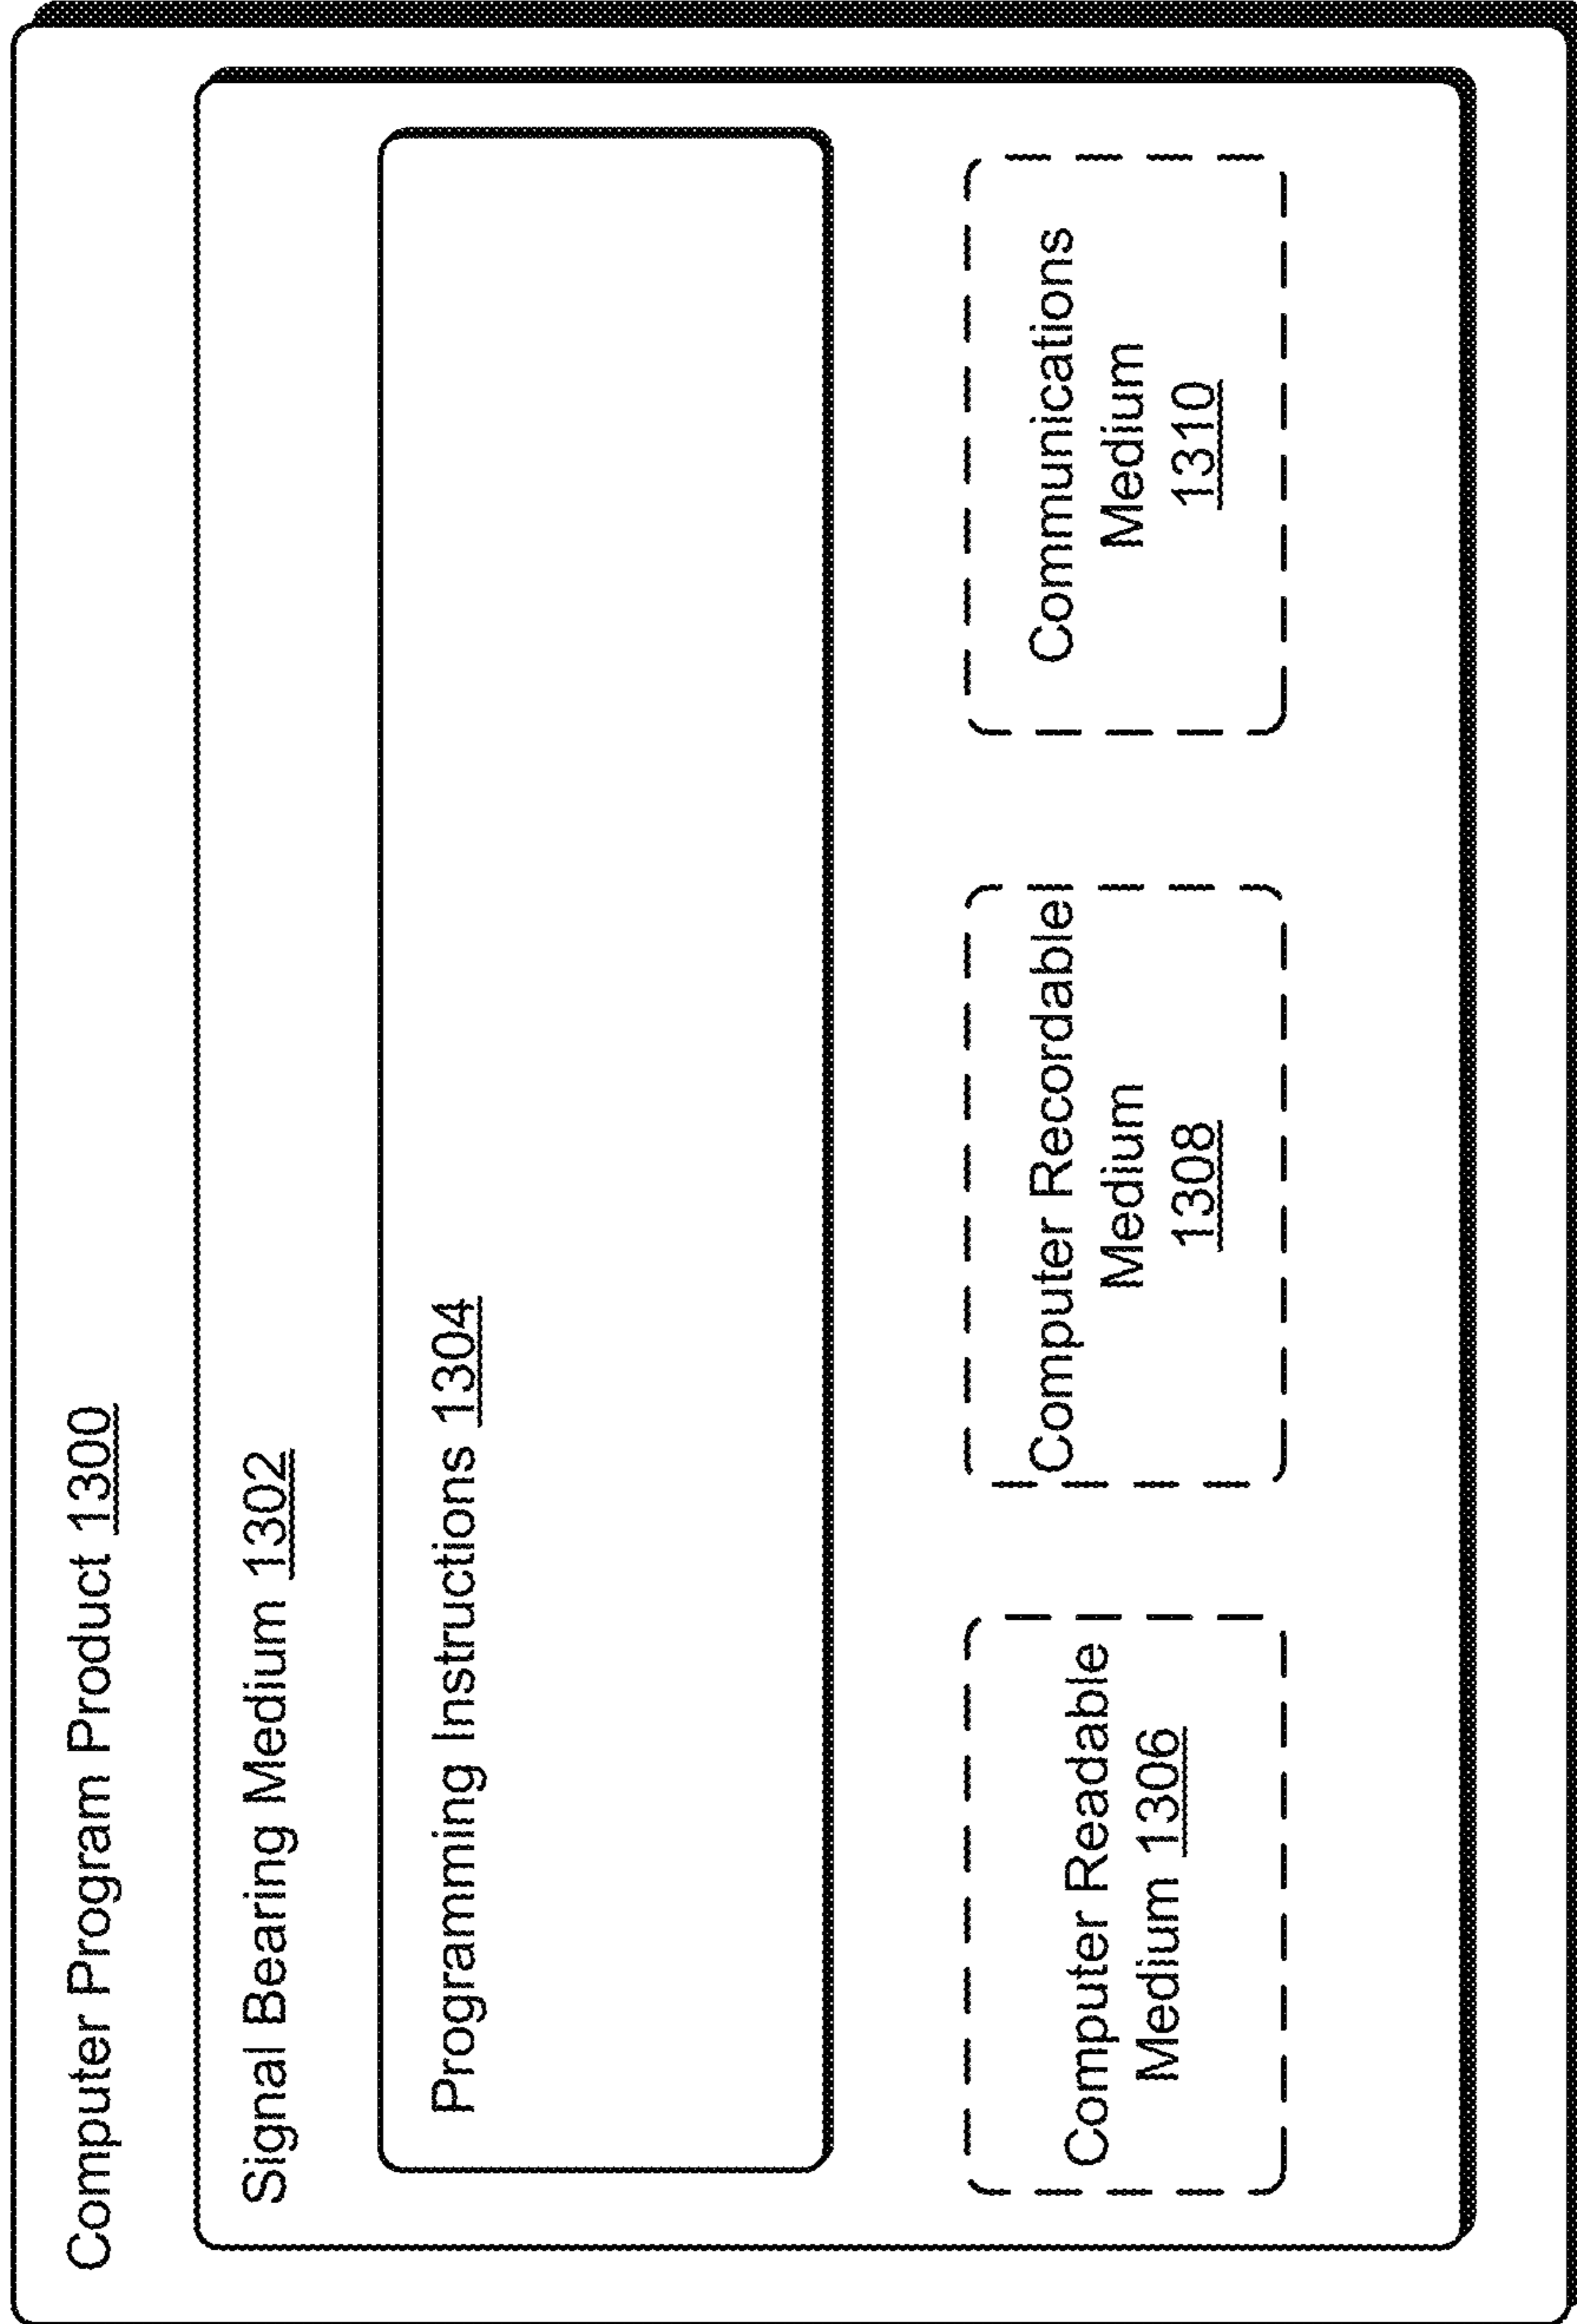 Computer Program Product 1300
Signal Bearing Medium 1302
Programming Instructions 1304
Computer Readable
Medium 1306
Computer Recordable
Medium
1308
Communications
Medium
1310